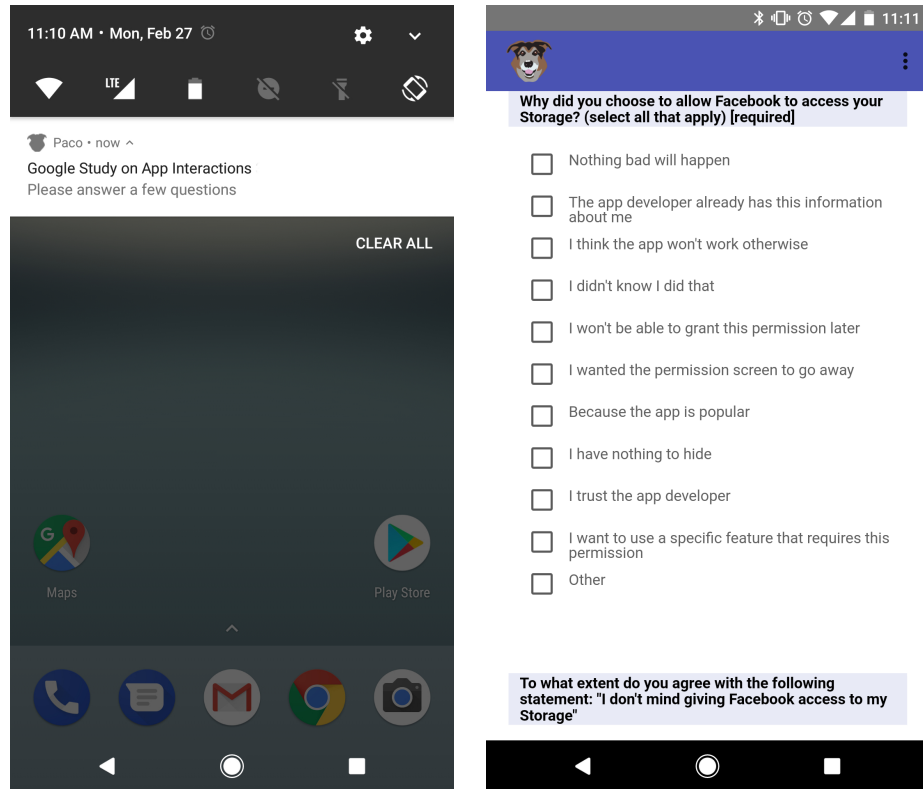 11:10 AM • Mon, Feb 27
LTE
Paco • now
Google Study on App Interactions
Please answer a few questions
CLEAR ALL
G
Maps
Play Store
11:11
Why did you choose to allow Facebook to access your
Storage? (select all that apply) [required]
Nothing bad will happen
The app developer already has this information
about me
I think the app won't work otherwise
I didn't know I did that
I won't be able to grant this permission later
I wanted the permission screen to go away
Because the app is popular
I have nothing to hide
I trust the app developer
I want to use a specific feature that requires this
permission
Other
To what extent do you agree with the following
statement: "I don't mind giving Facebook access to my
Storage"